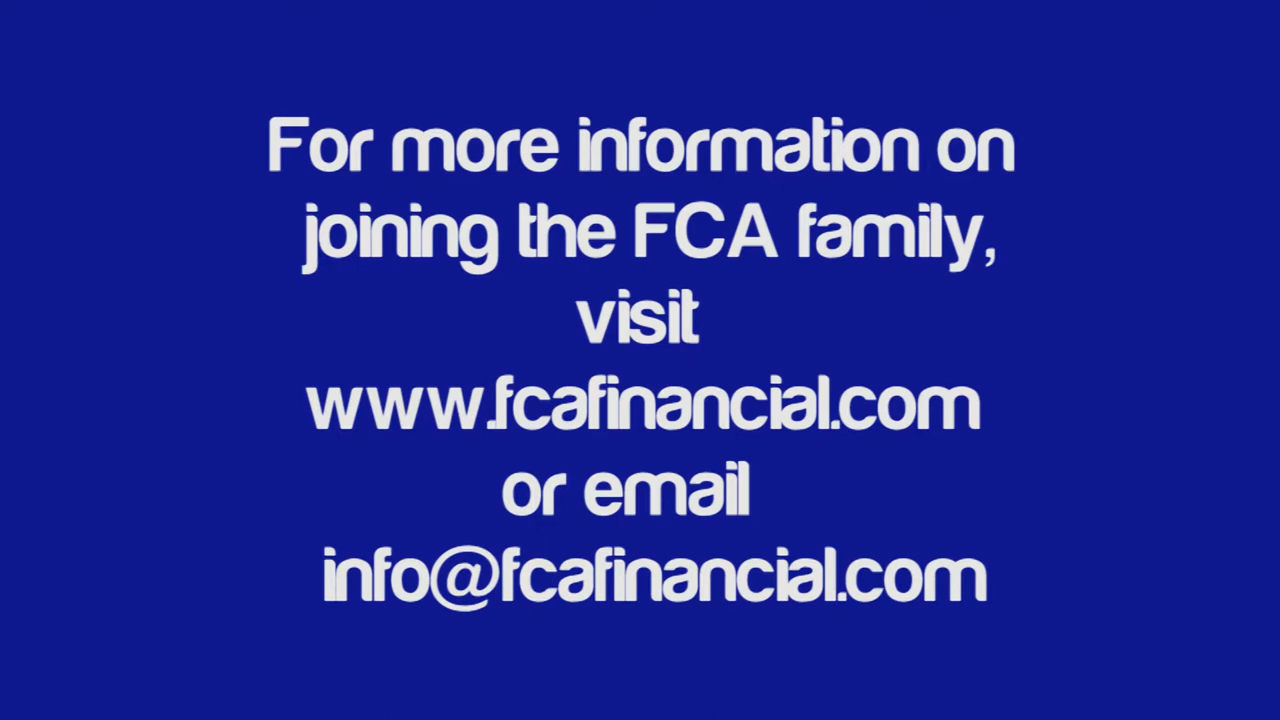 For more information on
joining the FCA family,
visit
www.fcafinancial.com
or email
info@fcafinancial.com